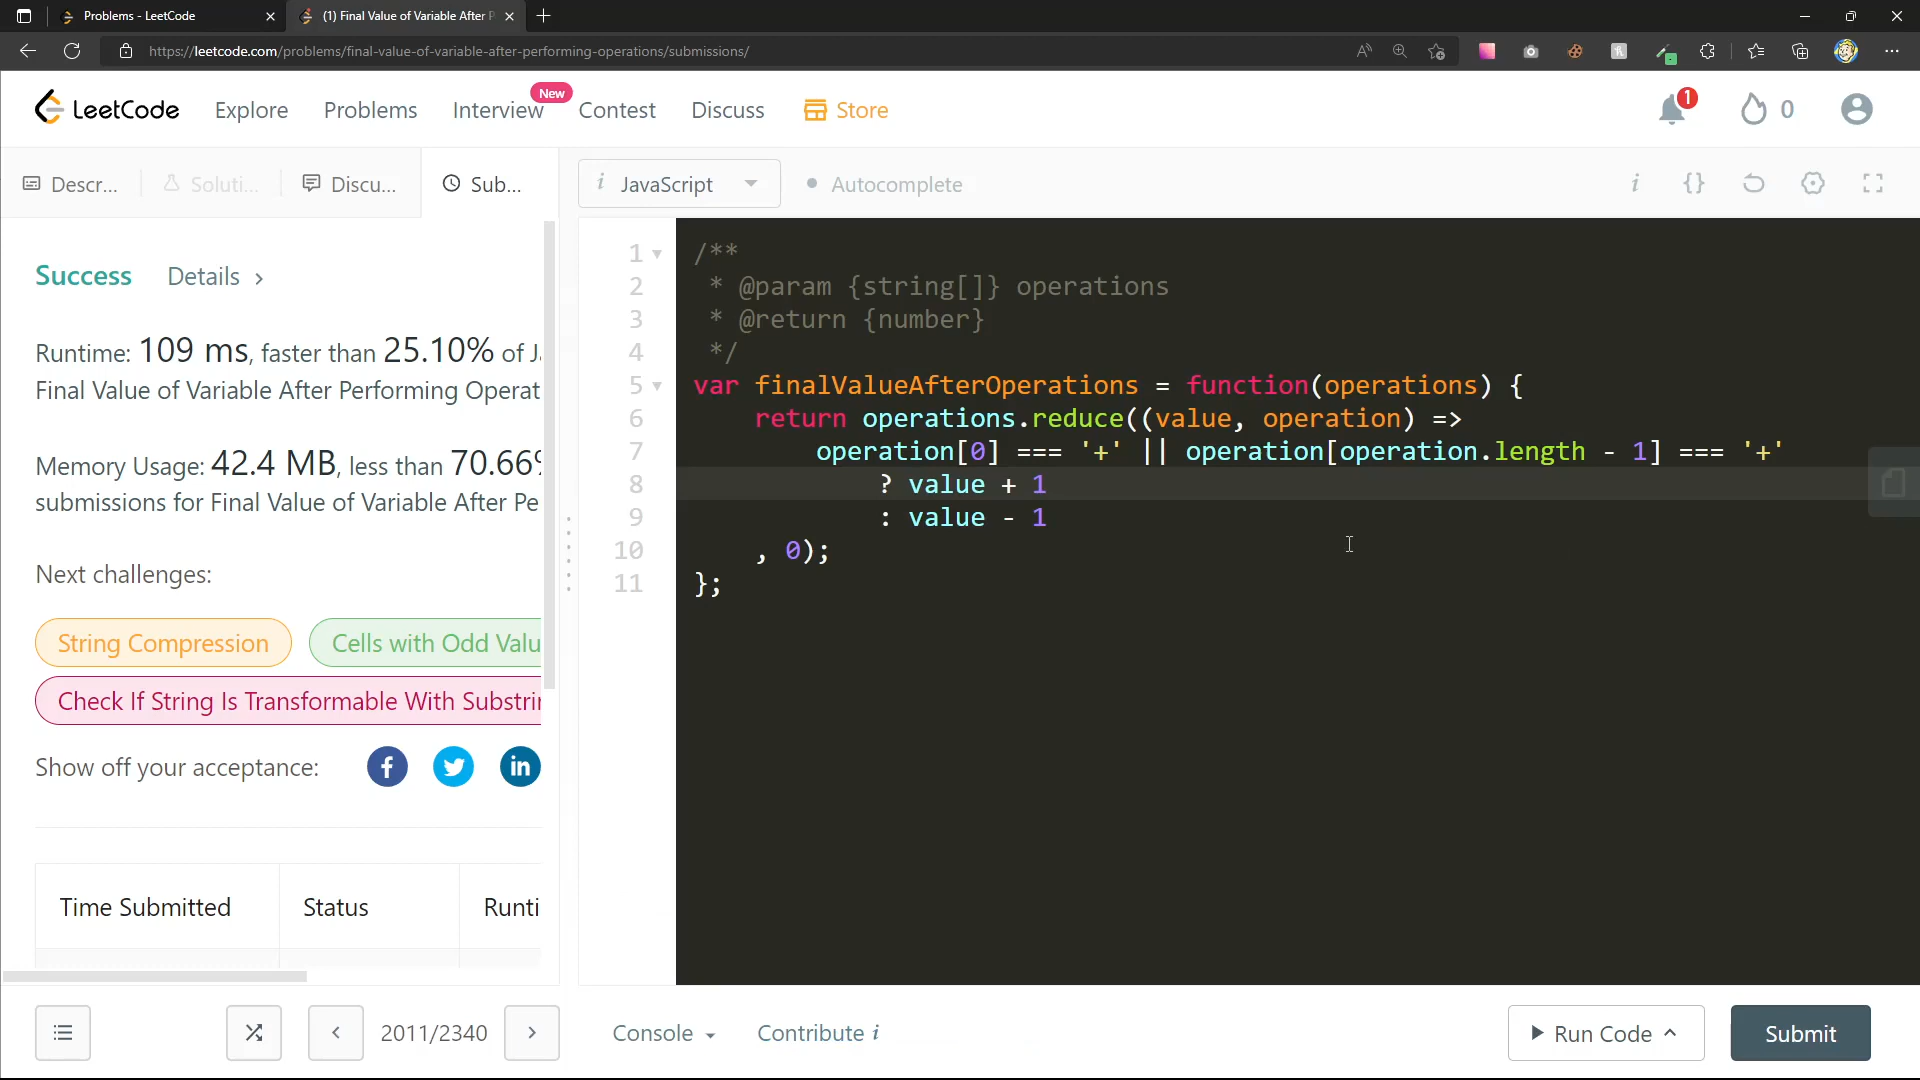 Problems - LeetCode
(1) Final Value of Variable After P
https://leetcode.com/problems/final-value-of-variable-after-performing-operations/submissions/
LeetCode
Explore
Problems
Interview
New
Contest
Discuss
Store
1
0
Descr...
Soluti...
Discu...
Sub...
i JavaScript
Autocomplete
i {}
Success
Details >
Runtime: 109 ms, faster than 25.10% of Ja
Final Value of Variable After Performing Operat
Memory Usage: 42.4 MB, less than 70.66%
submissions for Final Value of Variable After Pe
Next challenges:
String Compression
Cells with Odd Valu
Check If String Is Transformable With Substrin
Show off your acceptance:
f
in
Time Submitted
Status
Runti
1 /**
2 * @param {string[]} operations
3 * @return {number}
4 */
5 var finalValueAfterOperations = function(operations) {
6 return operations.reduce((value, operation) =>
7 operation[0] === '+' || operation[operation.length - 1] === '+'
8 ? value + 1
9 : value - 1
10 , 0);
11 };
2011/2340
Console
Contribute i
Run Code
Submit